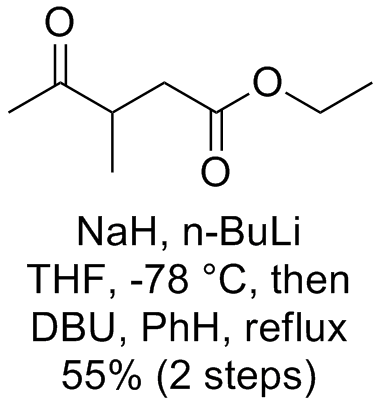 O
O
O
NaH, n-BuLi
THF, -78 °C, then
DBU, PhH, reflux
55% (2 steps)